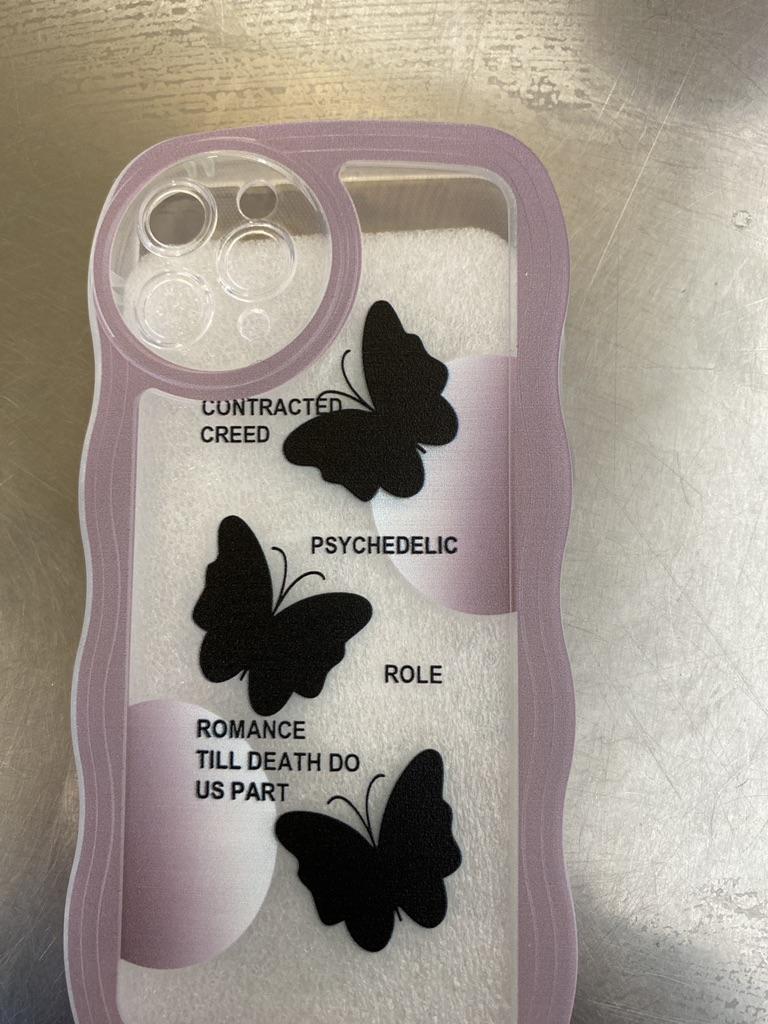 CONTRACTED
CREED
PSYCHEDELIC
ROLE
ROMANCE
TILL DEATH DO
US PART